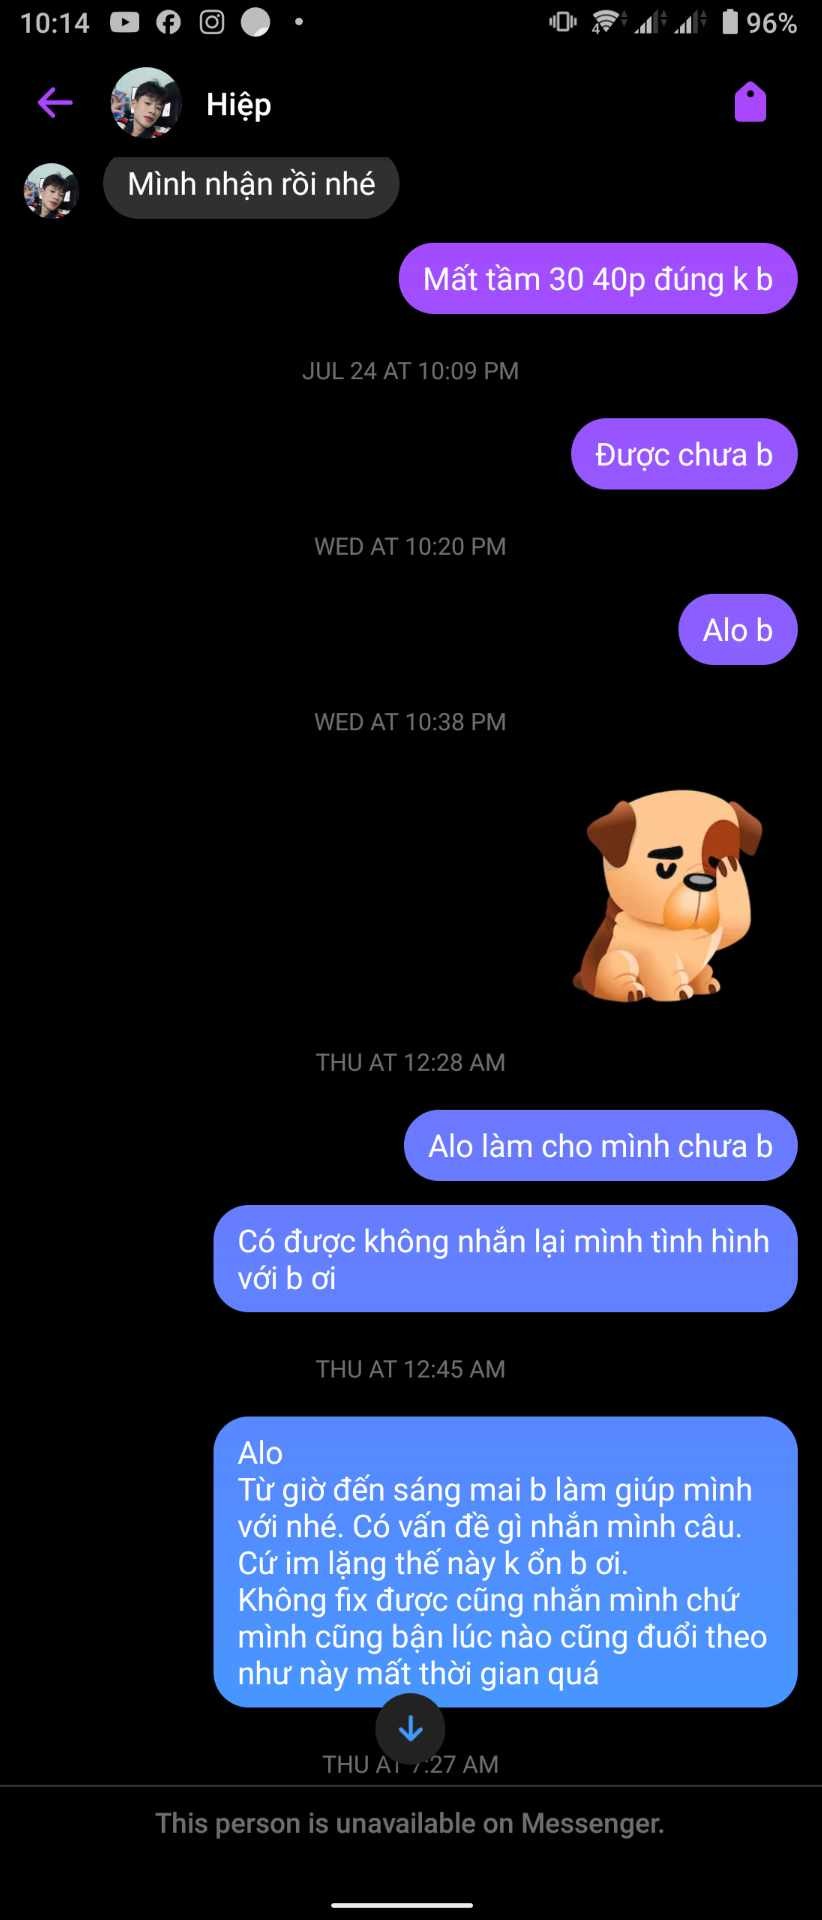 10:14
4
96%
Hiệp
Mình nhận rồi nhé
Mất tầm 30 40p đúng k b
JUL 24 AT 10:09 PM
Được chưa b
WED AT 10:20 PM
Alo b
WED AT 10:38 PM
THU AT 12:28 AM
Alo làm cho mình chưa b
Có được không nhắn lại mình tình hình
với b ơi
THU AT 12:45 AM
Alo
Từ giờ đến sáng mai b làm giúp mình
với nhé. Có vấn đề gì nhắn mình câu.
Cứ im lặng thế này k ổn b ơi.
Không fix được cũng nhắn mình chứ
mình cũng bận lúc nào cũng đuổi theo
như này mất thời gian quá
THU AT 7:27 AM
This person is unavailable on Messenger.